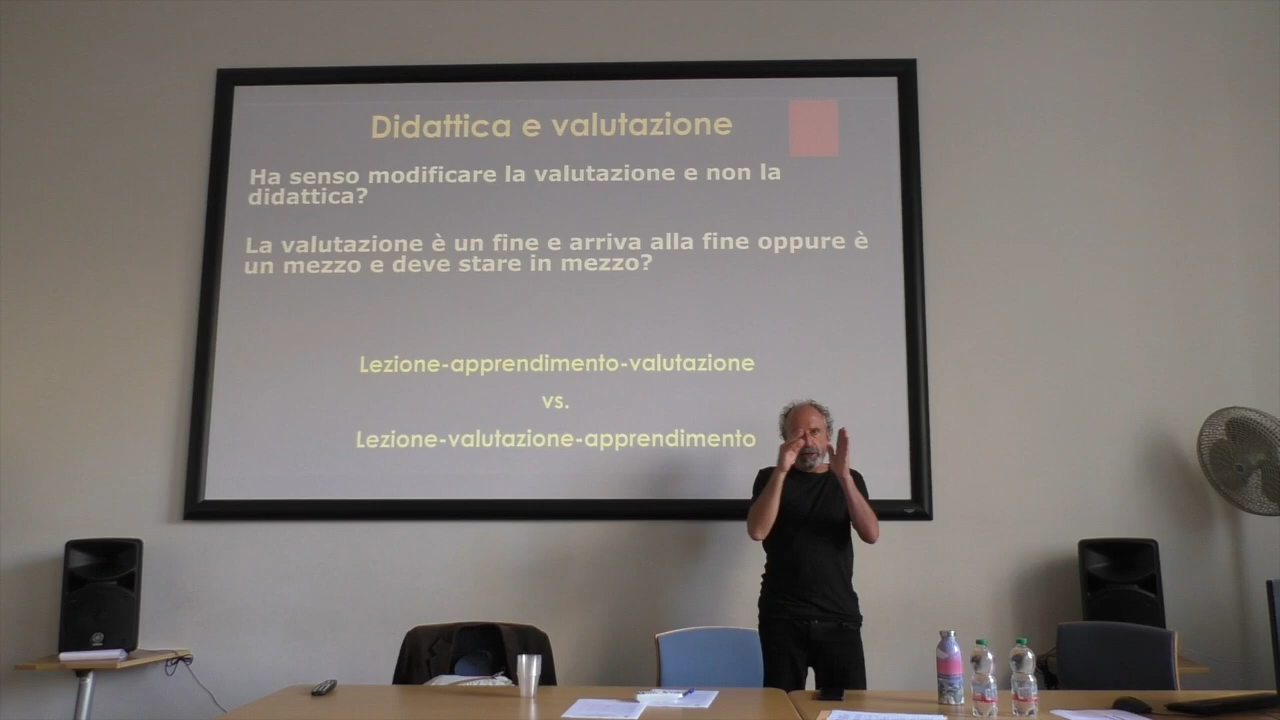 Didattica e valutazione
Ha senso modificare la valutazione e non la
didattica?
La valutazione è un fine e arriva alla fine oppure è
un mezzo e deve stare in mezzo?
Lezione-apprendimento-valutazione
vs.
Lezione-valutazione-apprendimento